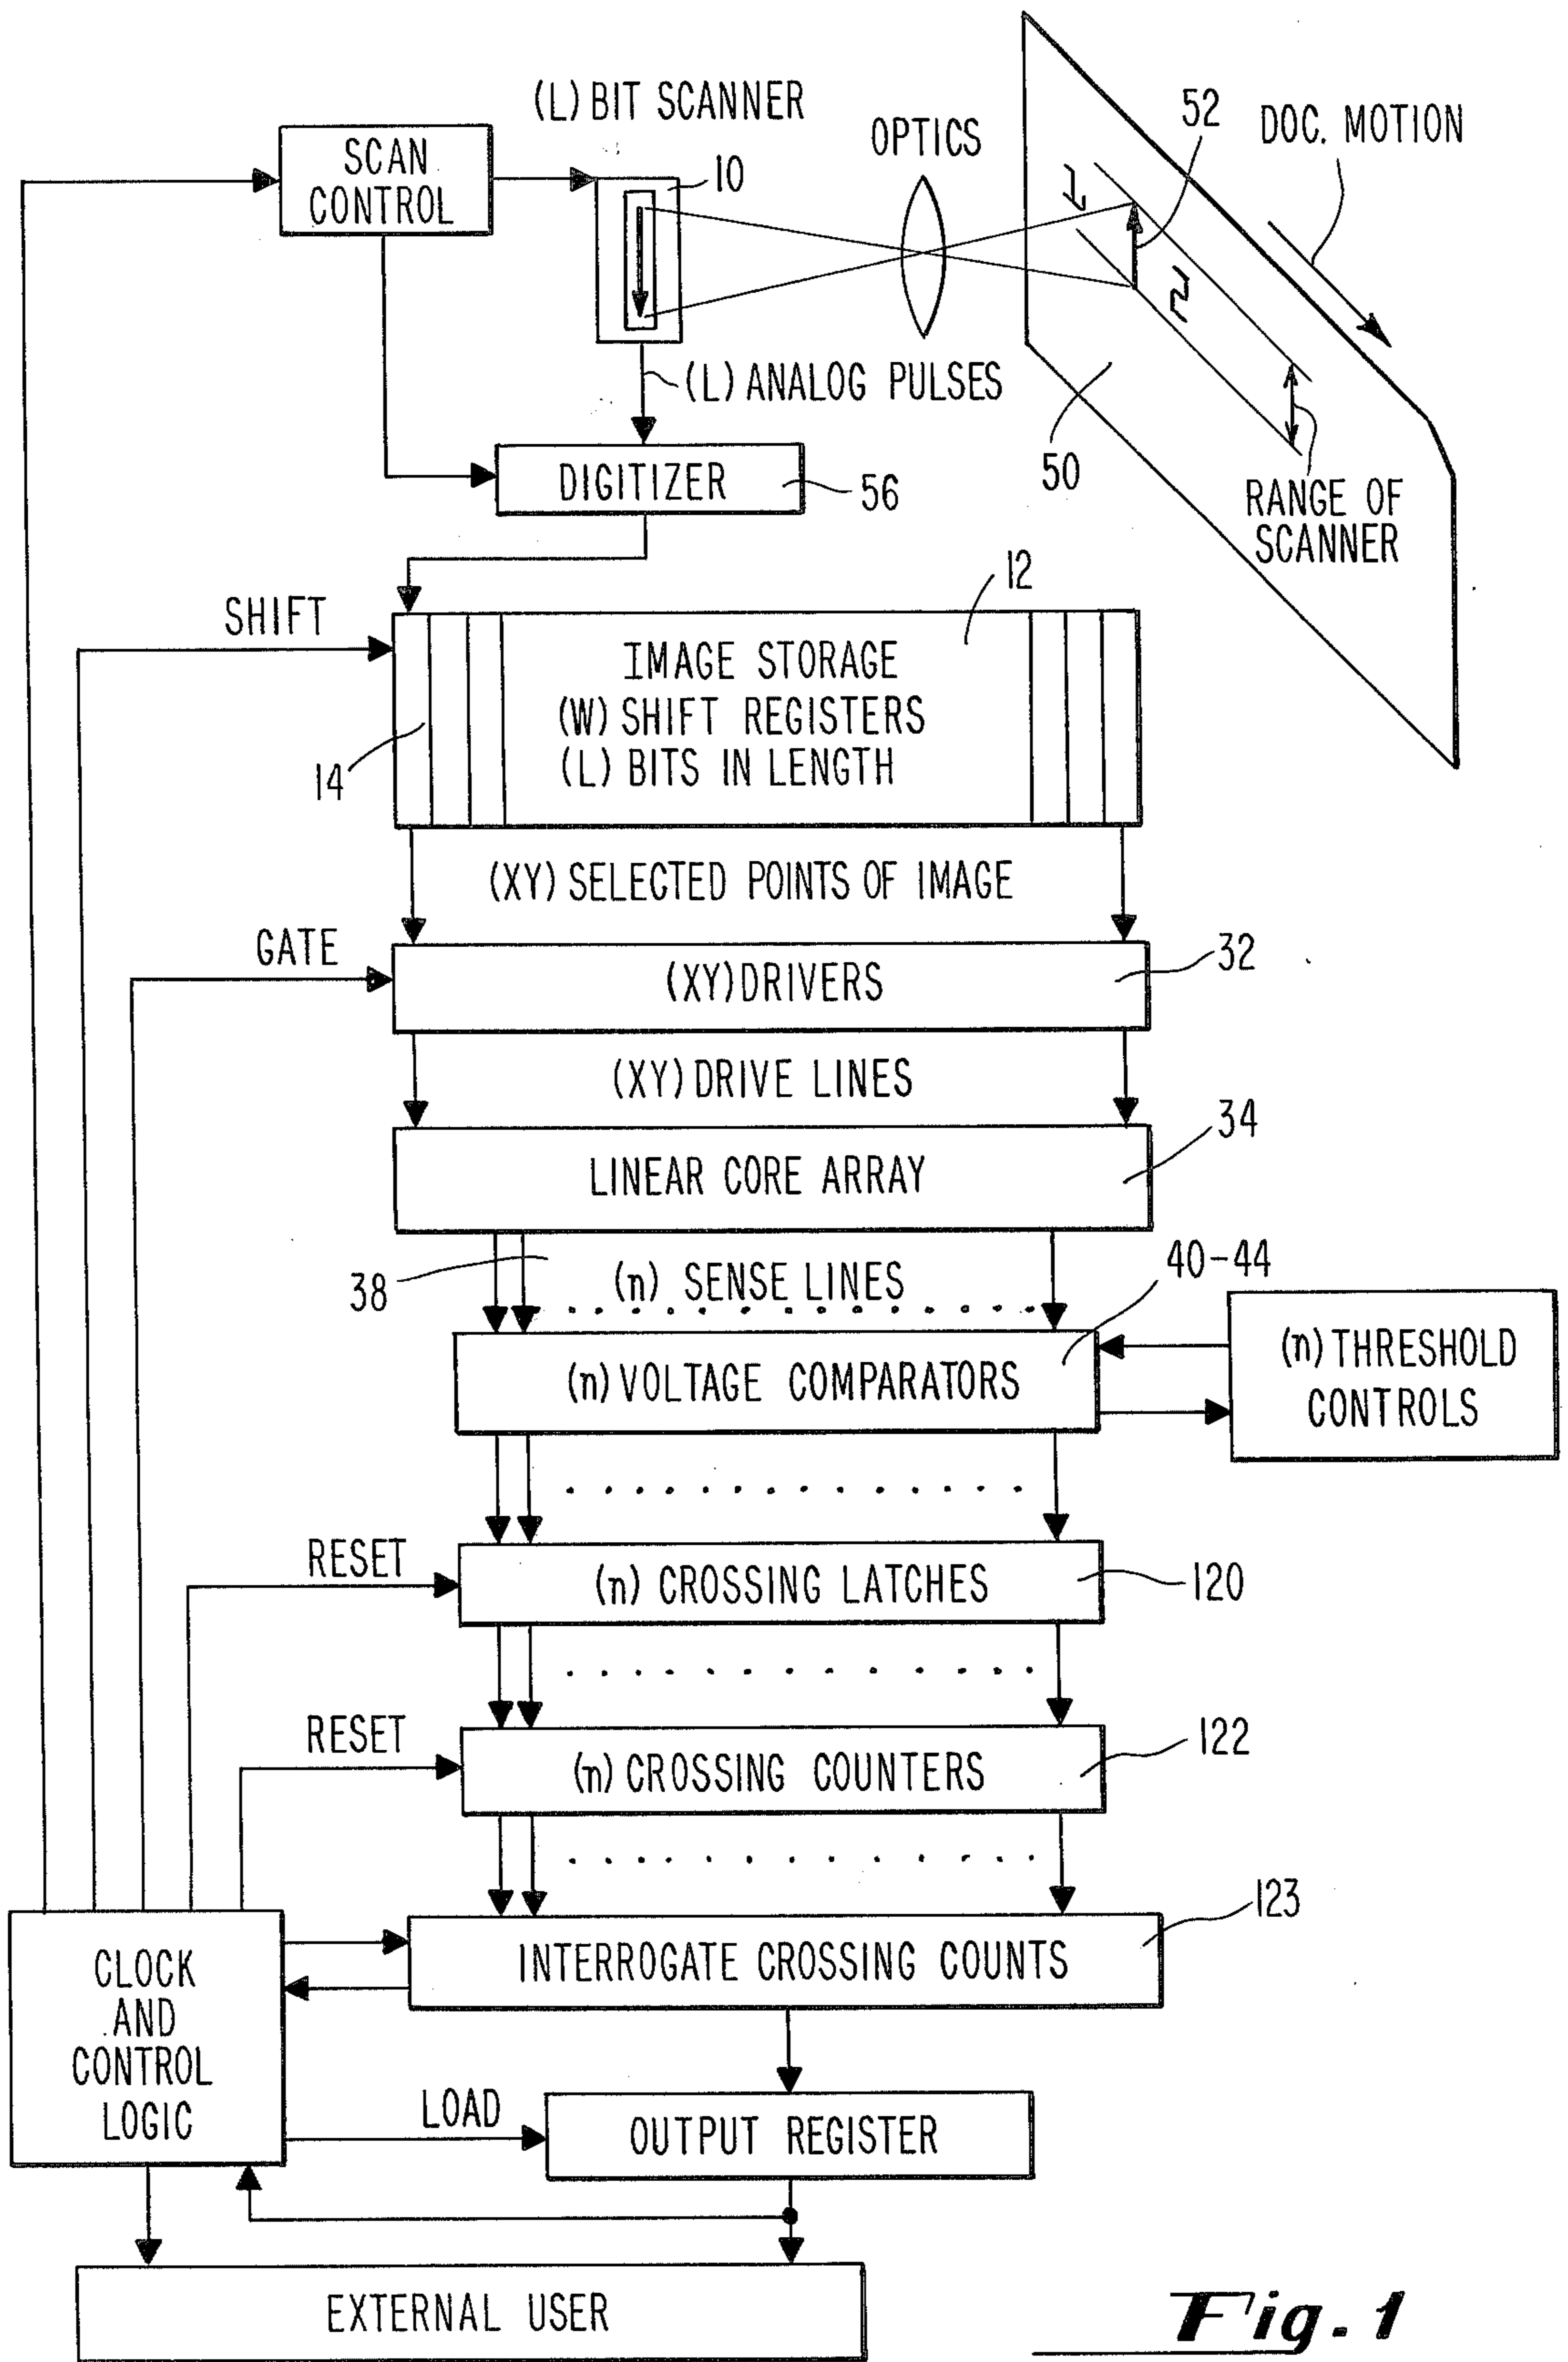 (L) BIT SCANNER
SCAN
CONTROL
10
OPTICS
52
DOC. MOTION
(L) ANALOG PULSES
50
RANGE OF
SCANNER
DIGITIZER
56
SHIFT
12
IMAGE STORAGE
(W) SHIFT REGISTERS
(L) BITS IN LENGTH
14
(XY) SELECTED POINTS OF IMAGE
GATE
(XY) DRIVERS
32
(XY) DRIVE LINES
34
LINEAR CORE ARRAY
38
(n) SENSE LINES
40-44
(n) VOLTAGE COMPARATORS
(n) THRESHOLD
CONTROLS
RESET
(n) CROSSING LATCHES
120
RESET
(n) CROSSING COUNTERS
122
123
INTERROGATE CROSSING COUNTS
CLOCK
AND
CONTROL
LOGIC
LOAD
OUTPUT REGISTER
EXTERNAL USER
Fig. 1